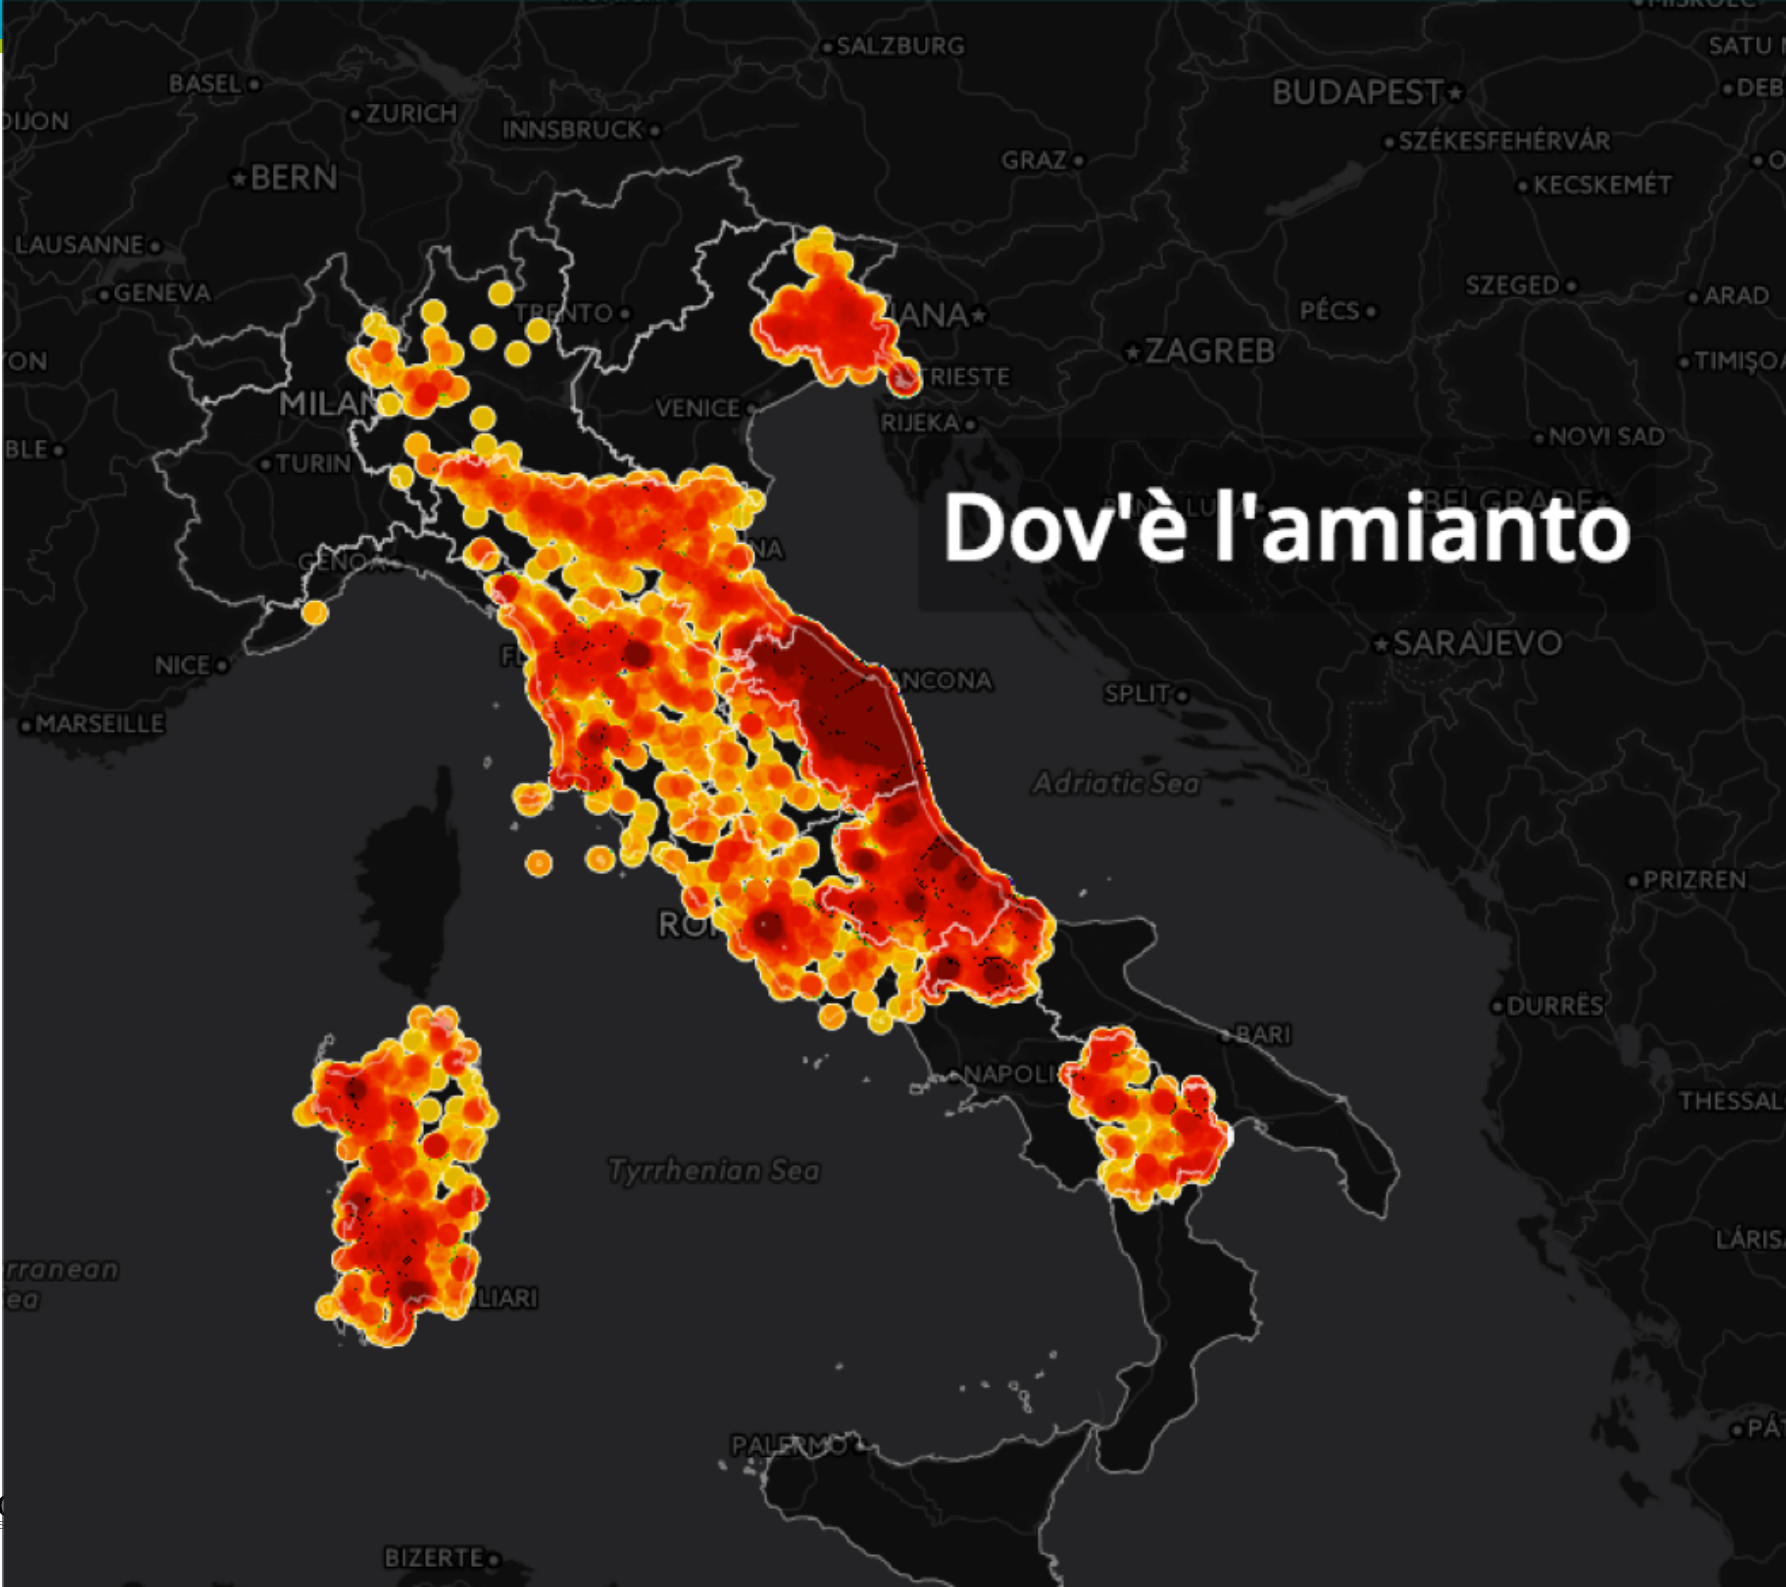 SALZBURG
BASEL
BUDAPEST
DIJON
ZURICH
INNSBRUCK
SZÉKESFEHÉRVÁR
GRAZ
BERN
KECSKEMÉT
LAUSANNE
GENEVA
SZEGED
ARAD
TRENTO
PÉCS
ZAGREB
TRIESTE
MILAN
VENICE
RIJEKA
NOVI SAD
TURIN
BELGRADE
Dov'è l'amianto
GENOA
SARAJEVO
NICE
ANCONA
SPLIT
MARSEILLE
Adriatic Sea
PRIZREN
DURRËS
BARI
NAPOLI
Tyrrhenian Sea
PALERMO
BIZERTE